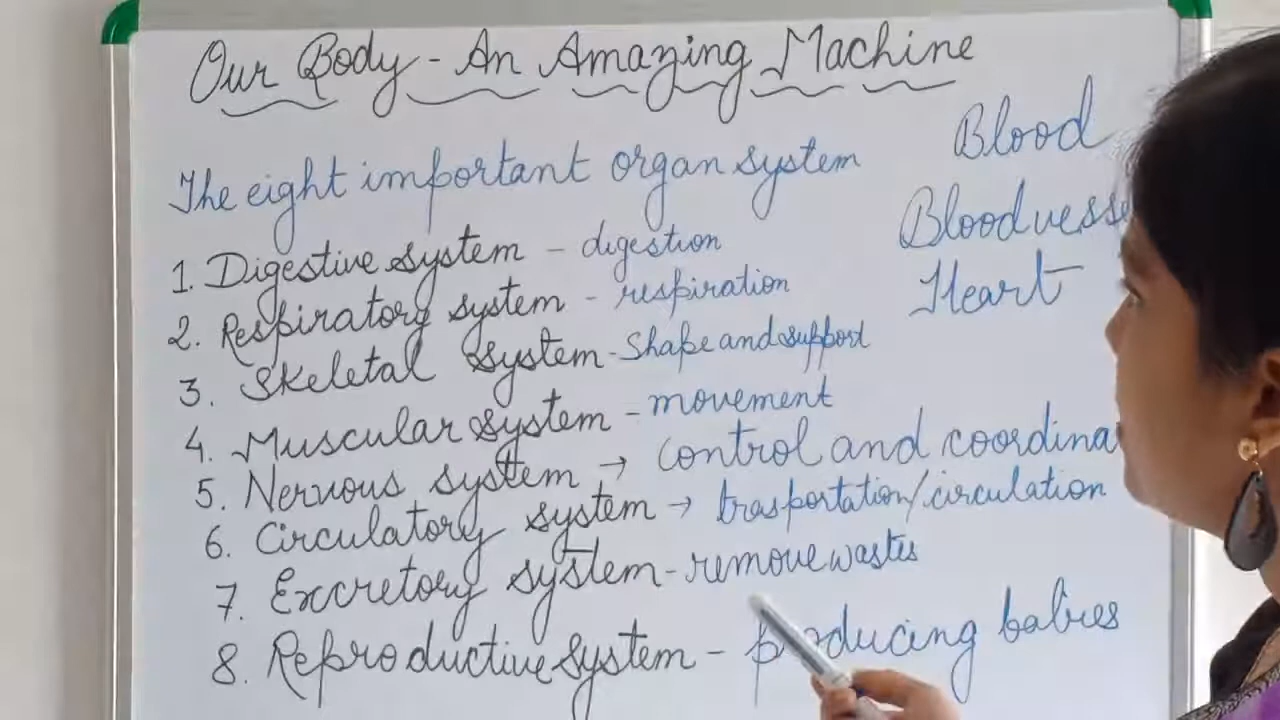 Our Body - An Amazing Machine
The eight important organ system
1. Digestive system - digestion
2. Respiratory system - respiration
3. Skeletal system - Shape and support
4. Muscular system - movement
5. Nervous system → control and coordina
6. Circulatory system → trasportation/circulation
7. Excretory system - remove wastes
8. Reproductive system - producing babies
Blood
Blood vesse
Heart